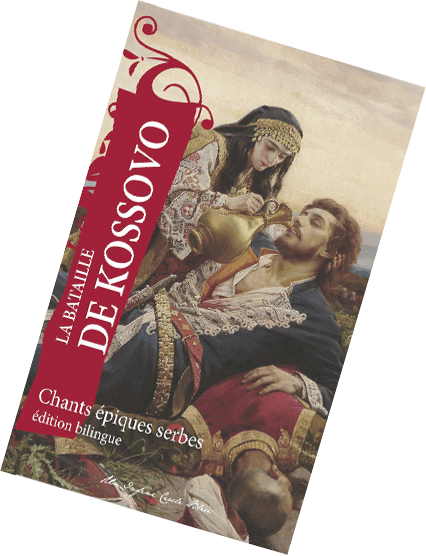 LA BATAILLE
DE KOSSOVO
Chants épiques serbes
édition bilingue